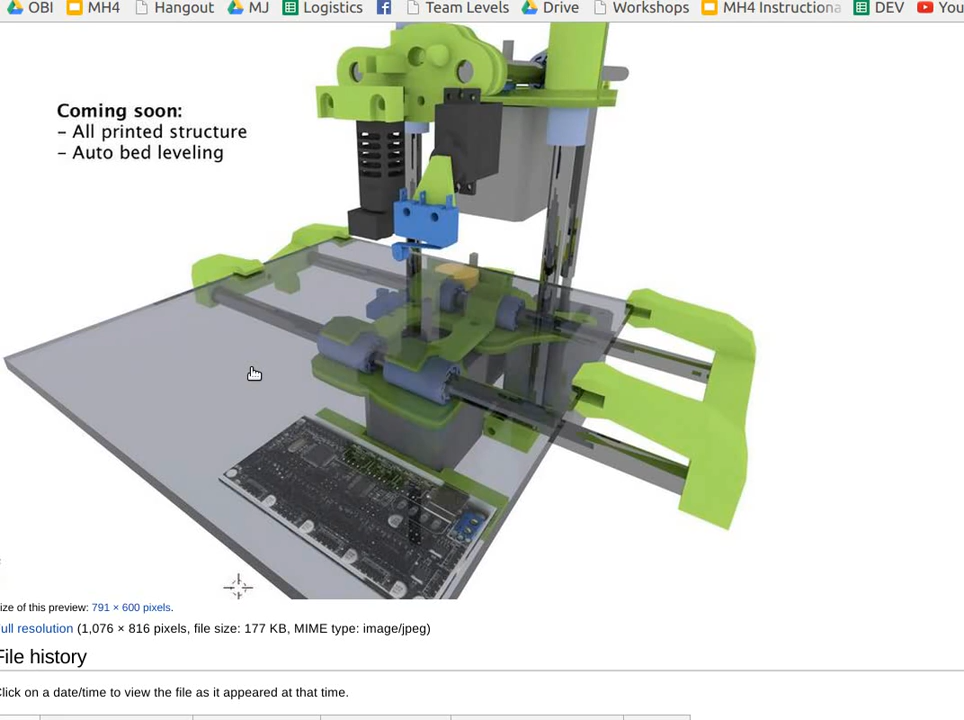 OBI MH4 Hangout MJ Logistics Team Levels Drive Workshops MH4 Instructiona DEV You
Coming soon:
– All printed structure
– Auto bed leveling
ize of this preview: 791 × 600 pixels.
ull resolution (1,076 × 816 pixels, file size: 177 KB, MIME type: image/jpeg)
File history
Click on a date/time to view the file as it appeared at that time.